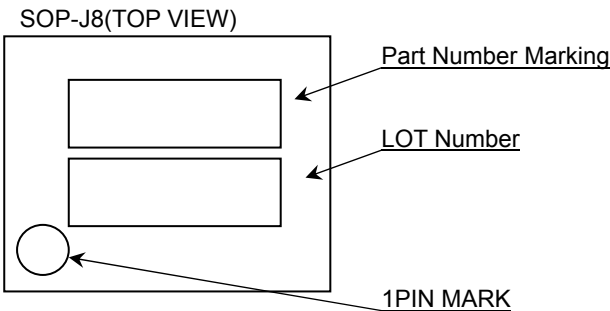 SOP-J8(TOP VIEW)
Part Number Marking
LOT Number
1PIN MARK